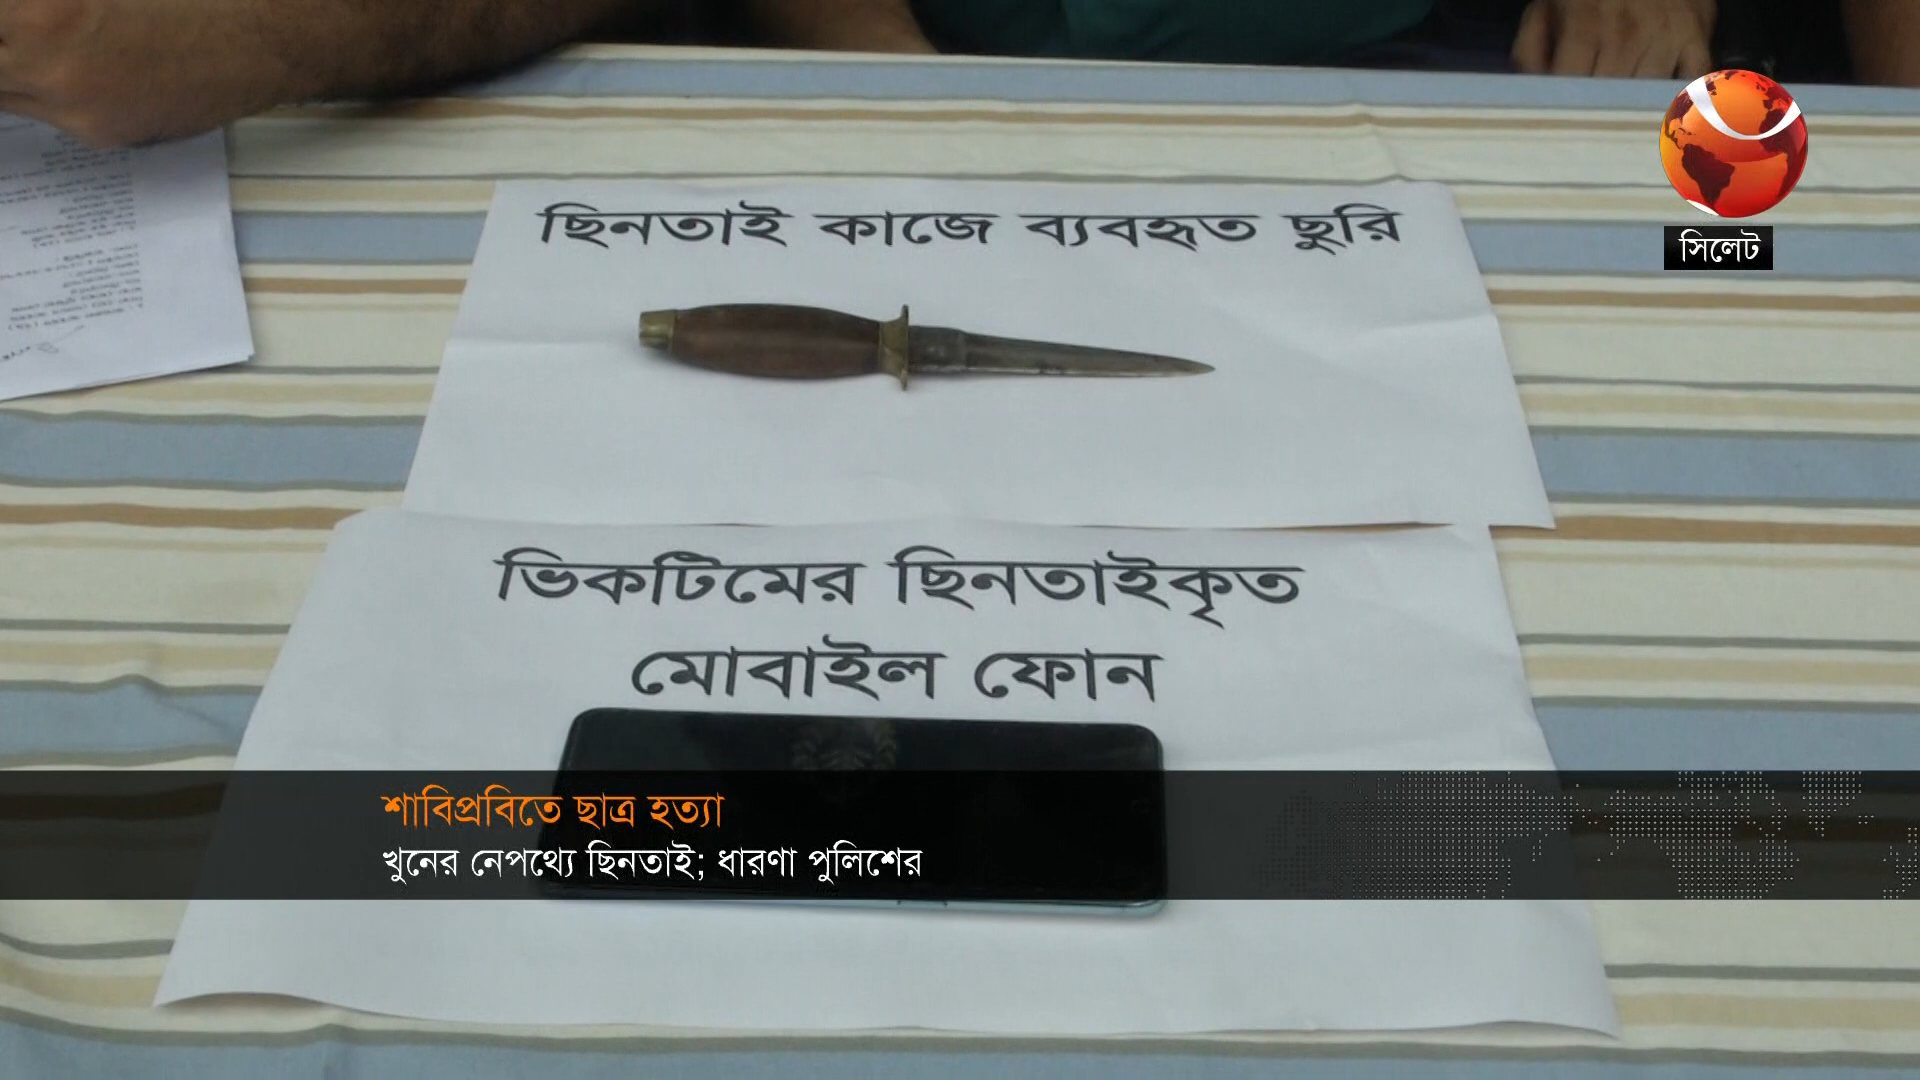 ছিনতাই কাজে ব্যবহৃত ছুরি
সিলেট
ভিকটিমের ছিনতাইকৃত
মোবাইল ফোন
শাবিপ্রবিতে ছাত্র হত্যা
খুনের নেপথ্যে ছিনতাই; ধারণা পুলিশের